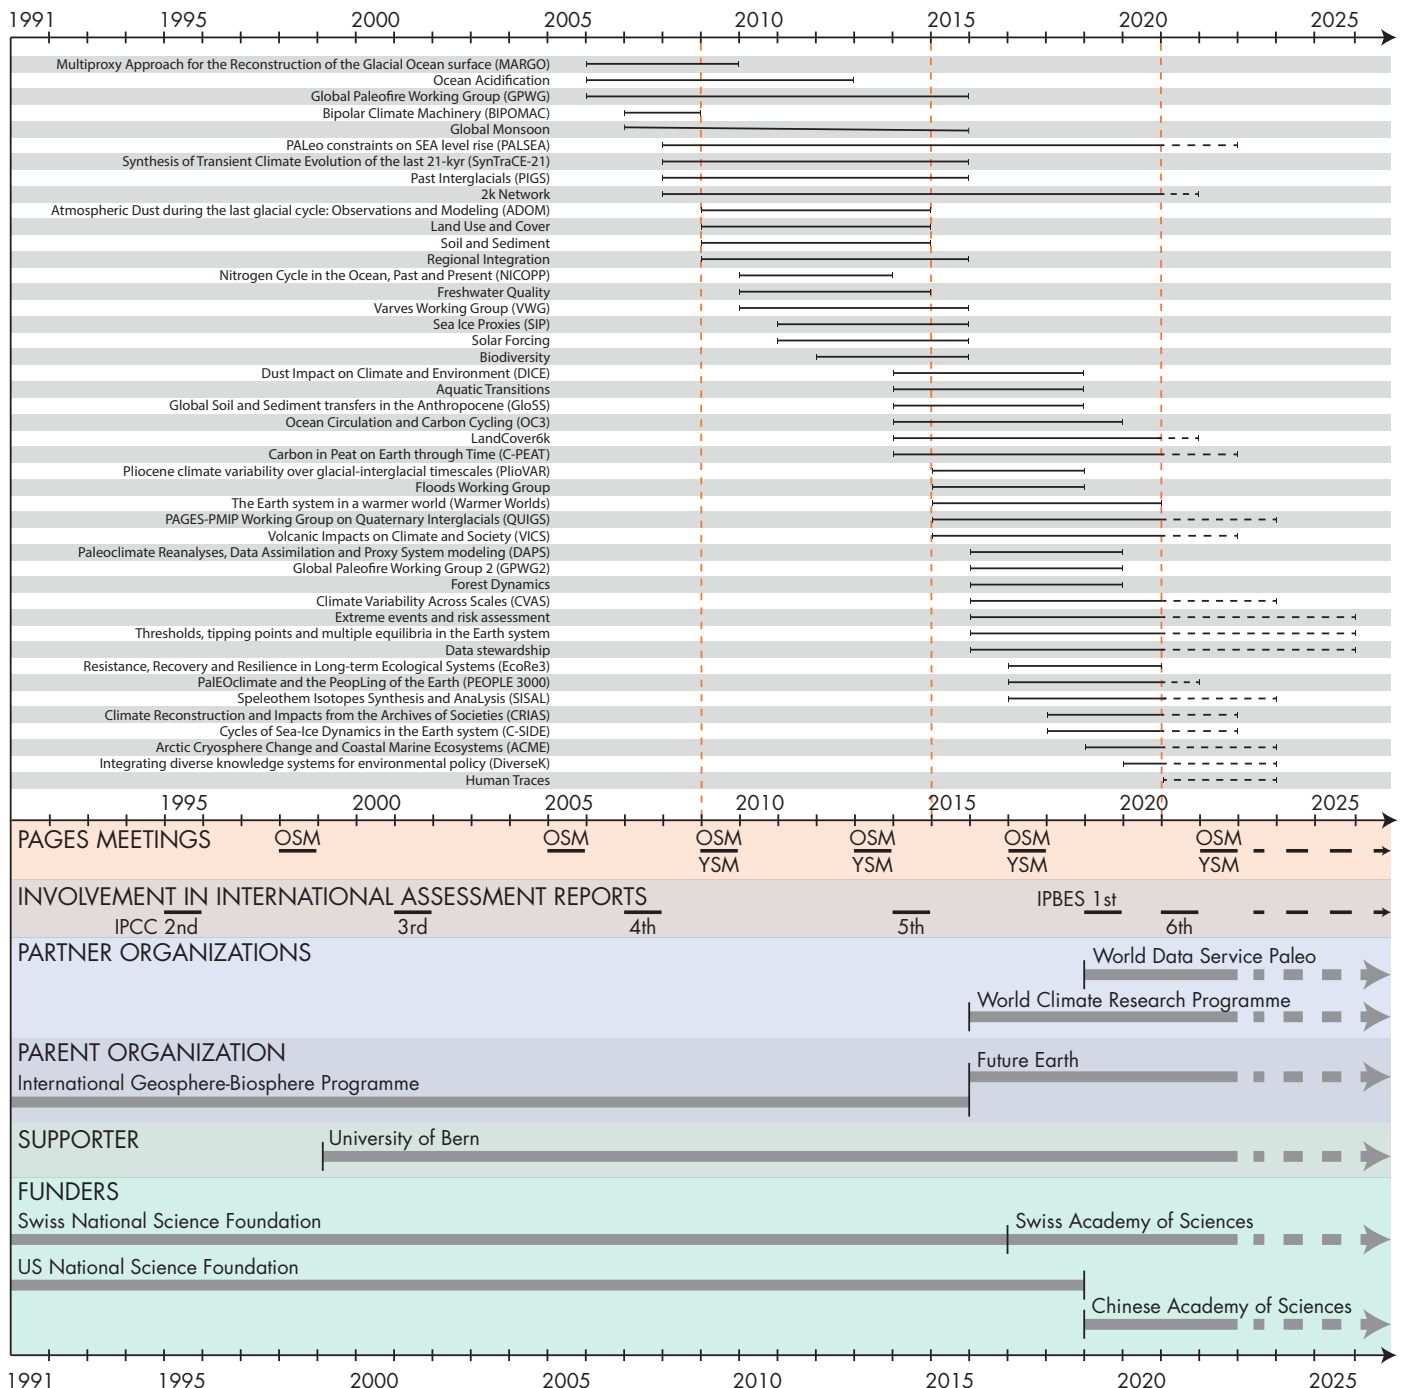 1991 1995 2000 2005 2010 2015 2020 2025
Multiproxy Approach for the Reconstruction of the Glacial Ocean surface (MARGO)
Ocean Acidification
Global Paleofire Working Group (GPWG)
Bipolar Climate Machinery (BIPOMAC)
Global Monsoon
PALeo constraints on SEA level rise (PALSEA)
Synthesis of Transient Climate Evolution of the last 21-kyr (SynTraCE-21)
Past Interglacials (PIGS)
2k Network
Atmospheric Dust during the last glacial cycle: Observations and Modeling (ADOM)
Land Use and Cover
Soil and Sediment
Regional Integration
Nitrogen Cycle in the Ocean, Past and Present (NICOPP)
Freshwater Quality
Varves Working Group (VWG)
Sea Ice Proxies (SIP)
Solar Forcing
Biodiversity
Dust Impact on Climate and Environment (DICE)
Aquatic Transitions
Global Soil and Sediment transfers in the Anthropocene (GloSS)
Ocean Circulation and Carbon Cycling (OC3)
LandCover6k
Carbon in Peat on Earth through Time (C-PEAT)
Pliocene climate variability over glacial-interglacial timescales (PlioVAR)
Floods Working Group
The Earth system in a warmer world (Warmer Worlds)
PAGES-PMIP Working Group on Quaternary Interglacials (QUIGS)
Volcanic Impacts on Climate and Society (VICS)
Paleoclimate Reanalyses, Data Assimilation and Proxy System modeling (DAPS)
Global Paleofire Working Group 2 (GPWG2)
Forest Dynamics
Climate Variability Across Scales (CVAS)
Extreme events and risk assessment
Thresholds, tipping points and multiple equilibria in the Earth system
Data stewardship
Resistance, Recovery and Resilience in Long-term Ecological Systems (EcoRe3)
PalEOclimate and the PeopLing of the Earth (PEOPLE 3000)
Speleothem Isotopes Synthesis and AnaLysis (SISAL)
Climate Reconstruction and Impacts from the Archives of Societies (CRIAS)
Cycles of Sea-Ice Dynamics in the Earth system (C-SIDE)
Arctic Cryosphere Change and Coastal Marine Ecosystems (ACME)
Integrating diverse knowledge systems for environmental policy (DiverseK)
Human Traces
1995 2000 2005 2010 2015 2020 2025
PAGES MEETINGS OSM OSM OSM OSM OSM OSM
YSM YSM YSM YSM
INVOLVEMENT IN INTERNATIONAL ASSESSMENT REPORTS IPBES 1st
IPCC 2nd 3rd 4th 5th 6th
PARTNER ORGANIZATIONS
World Data Service Paleo
World Climate Research Programme
PARENT ORGANIZATION
Future Earth
International Geosphere-Biosphere Programme
SUPPORTER University of Bern
FUNDERS
Swiss National Science Foundation Swiss Academy of Sciences
US National Science Foundation
Chinese Academy of Sciences
1991 1995 2000 2005 2010 2015 2020 2025